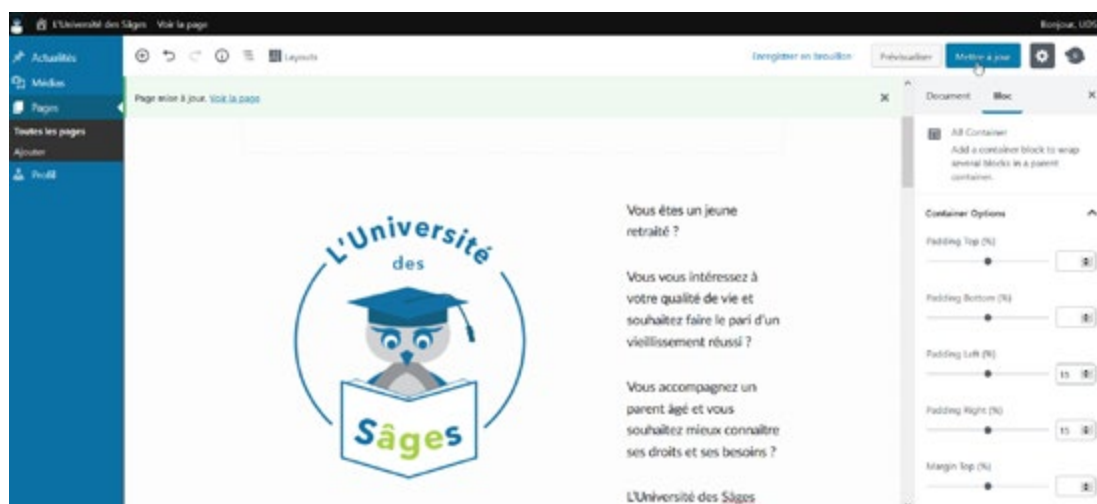 L'Université des Sâges Voir la page
Bonjour, UDS
Actualités
Médias
Pages
Toutes les pages
Ajouter
Profil
Layouts
Enregistrer en brouillon
Prévisualiser
Mettre à jour
Page mise à jour. Voir la page
L'Université
des
Sâges
Vous êtes un jeune
retraité ?
Vous vous intéressez à
votre qualité de vie et
souhaitez faire le pari d'un
vieillissement réussi ?
Vous accompagnez un
parent âgé et vous
souhaitez mieux connaître
ses droits et ses besoins ?
L'Université des Sâges
Document Bloc
AB Container
Add a container block to wrap
several blocks in a parent
container.
Container Options
Padding Top (%)
Padding Bottom (%)
Padding Left (%)
15
Padding Right (%)
15
Margin Top (%)